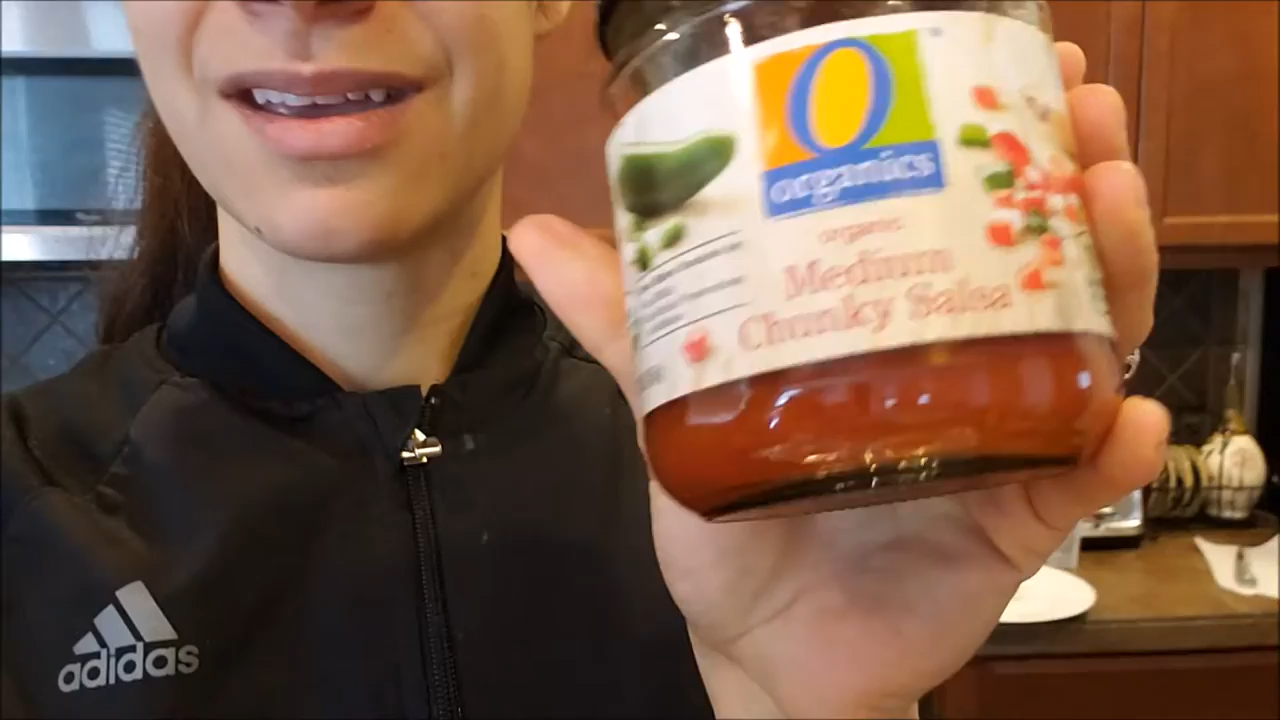 O
organics
organic
Medium
Chunky Salsa
adidas